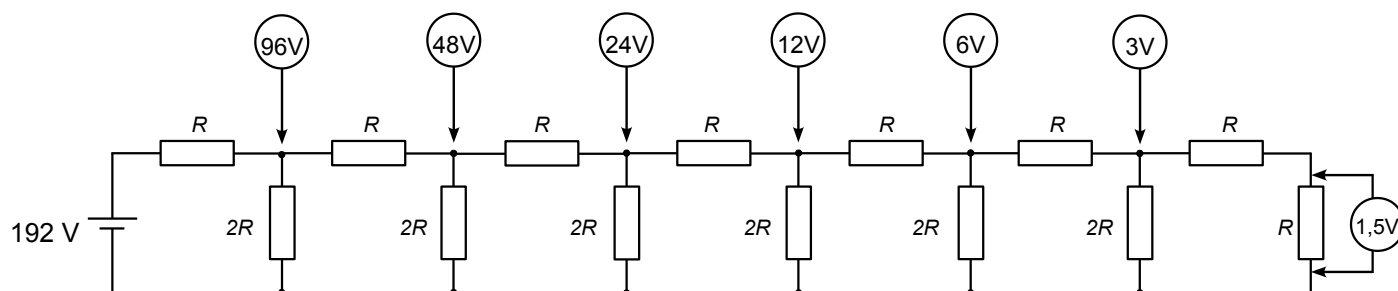 96V 48V 24V 12V 6V 3V
R R R R R R R
192 V 2R 2R 2R 2R 2R 2R R 1,5V